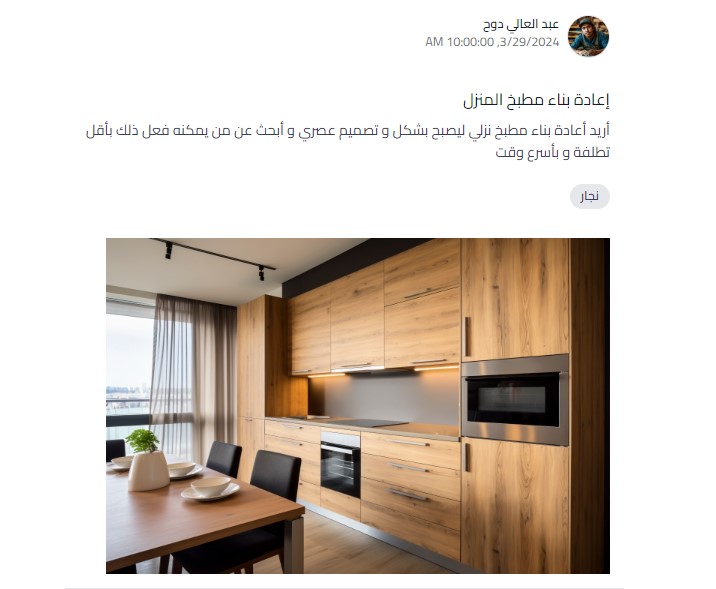 عبد العالي دوح
3/29/2024, 10:00:00 AM
إعادة بناء مطبخ المنزل
أريد أعادة بناء مطبخ نزلي ليصبح بشكل و تصميم عصري و أبحث عن من يمكنه فعل ذلك بأقل
تطلفة و بأسرع وقت
نجار